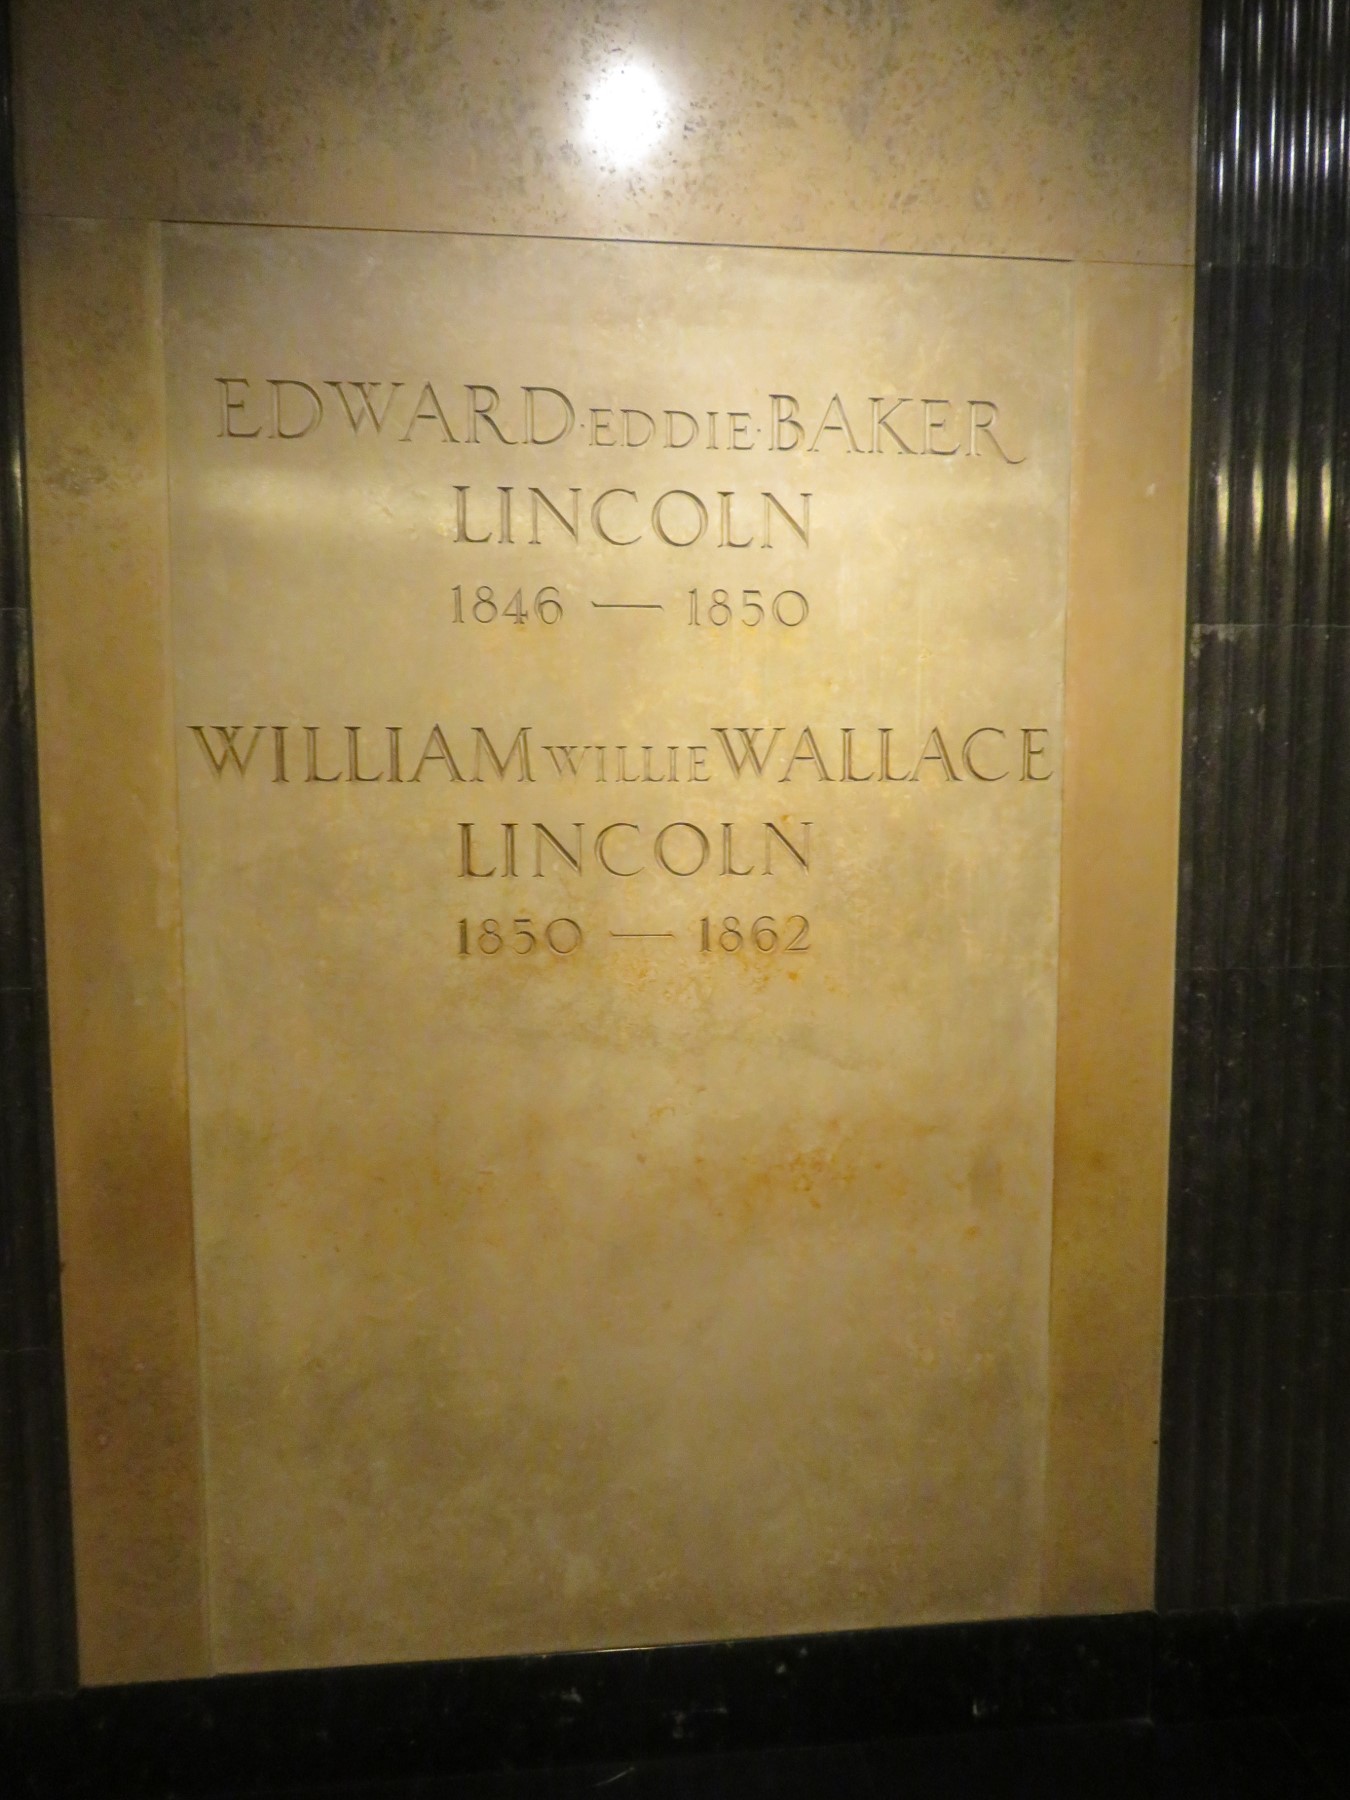 EDWARD·EDDIE·BAKER
LINCOLN
1846 — 1850
WILLIAM WILLIE WALLACE
LINCOLN
1850 — 1862